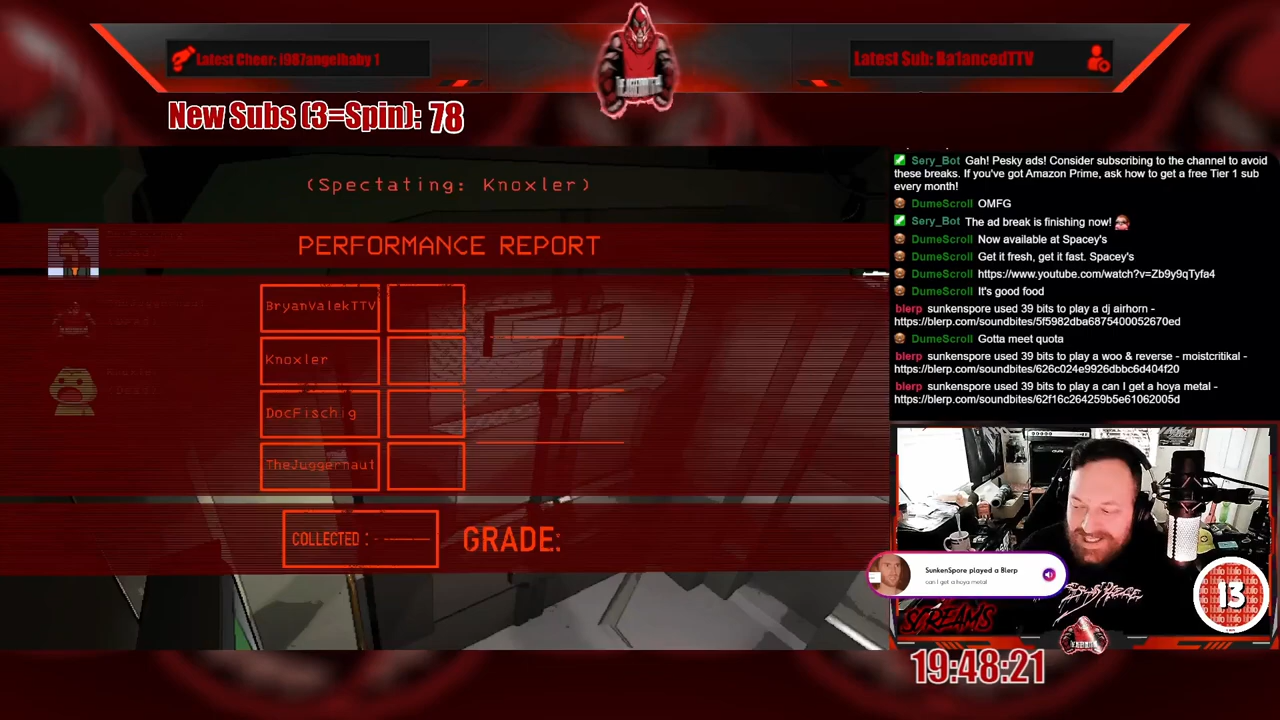 Latest Cheer: i987angelbaby 1
Latest Sub: Ba1ancedTTV
New Subs (3=Spin): 78
(Spectating: Knoxler)
PERFORMANCE REPORT
BryanValekTTV
Knoxler
DocFischig
TheJuggernaut
COLLECTED :
GRADE:
Sery_Bot Gah! Pesky ads! Consider subscribing to the channel to avoid
these breaks. If you've got Amazon Prime, ask how to get a free Tier 1 sub
every month!
DumeScroll OMFG
Sery_Bot The ad break is finishing now!
DumeScroll Now available at Spacey's
DumeScroll Get it fresh, get it fast. Spacey's
DumeScroll https://www.youtube.com/watch?v=Zb9y9qTyfa4
DumeScroll It's good food
blerp sunkenspore used 39 bits to play a dj airhorn -
https://blerp.com/soundbites/5f5982dba6875400052670ed
DumeScroll Gotta meet quota
blerp sunkenspore used 39 bits to play a woo & reverse - moistcritikal -
https://blerp.com/soundbites/626c024e9926dbbc6d404f20
blerp sunkenspore used 39 bits to play a can I get a hoya metal -
https://blerp.com/soundbites/62f16c264259b5e61062005d
SunkenSpore played a Blerp
can i get a hoya metal
SCREAMS
13
19:48:21